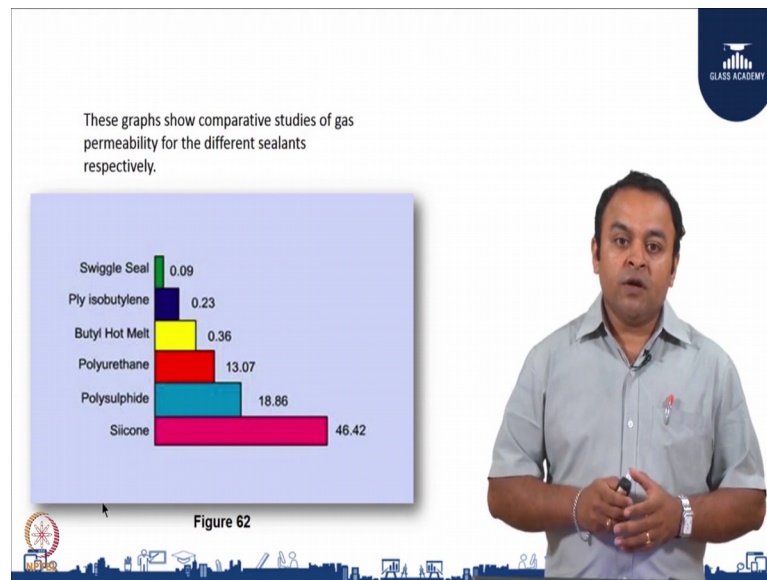 GLASS ACADEMY
These graphs show comparative studies of gas
permeability for the different sealants
respectively.
Swiggle Seal 0.09
Ply isobutylene 0.23
Butyl Hot Melt 0.36
Polyurethane 13.07
Polysulphide 18.86
Siicone 46.42
Figure 62
NPTEL